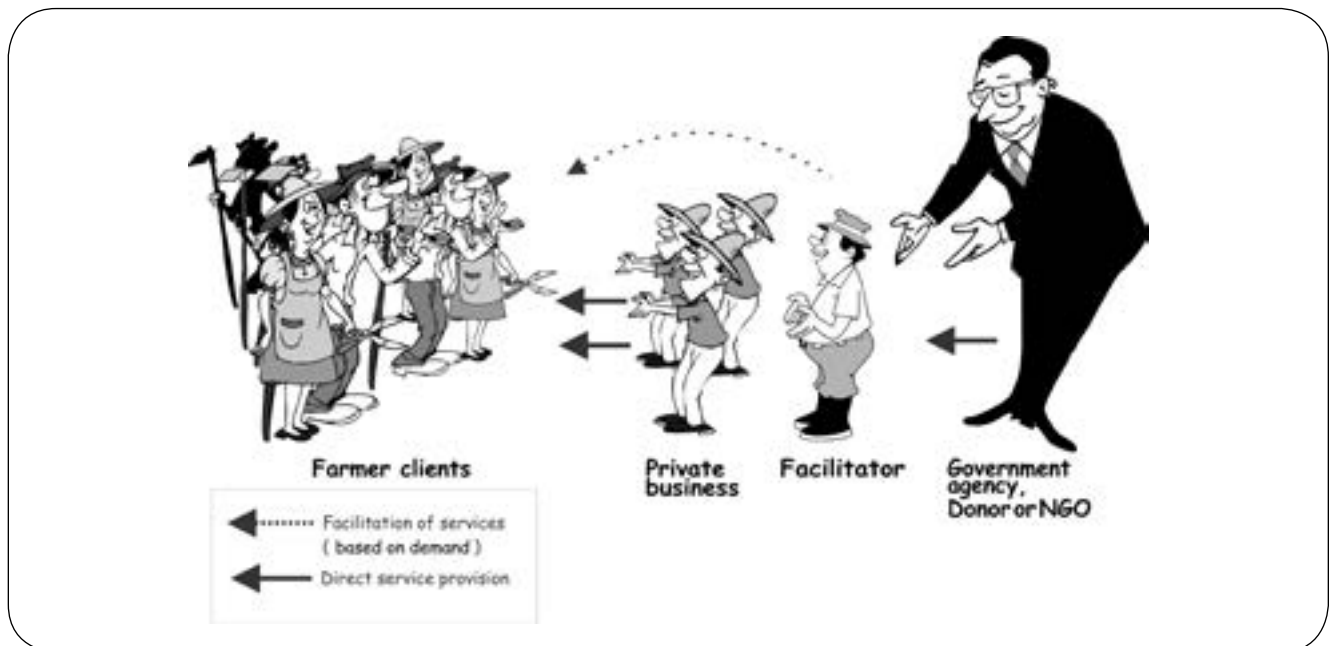 Farmer clients
Private
business
Facilitator
Government
agency,
Donor or NGO
Facilitation of services
( based on demand )
Direct service provision